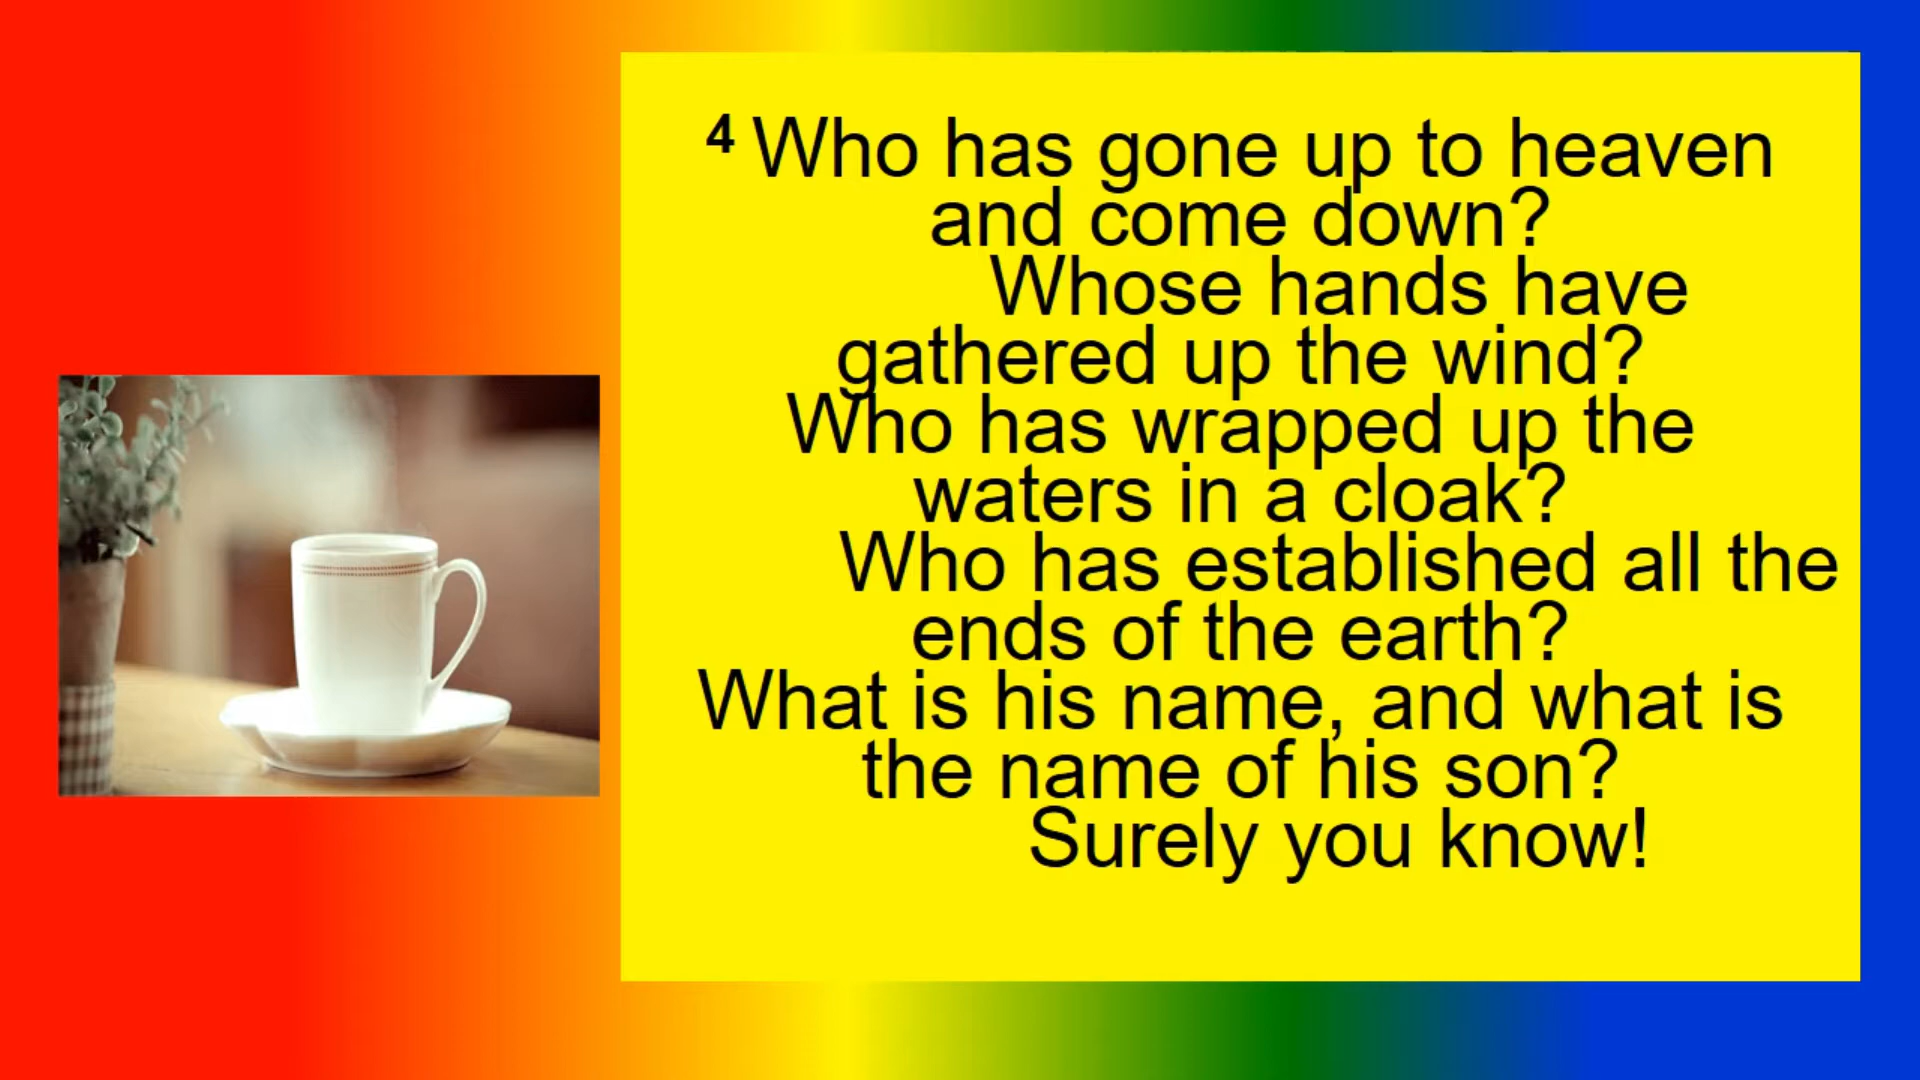 4 Who has gone up to heaven
and come down?
Whose hands have
gathered up the wind?
Who has wrapped up the
waters in a cloak?
Who has established all the
ends of the earth?
What is his name, and what is
the name of his son?
Surely you know!